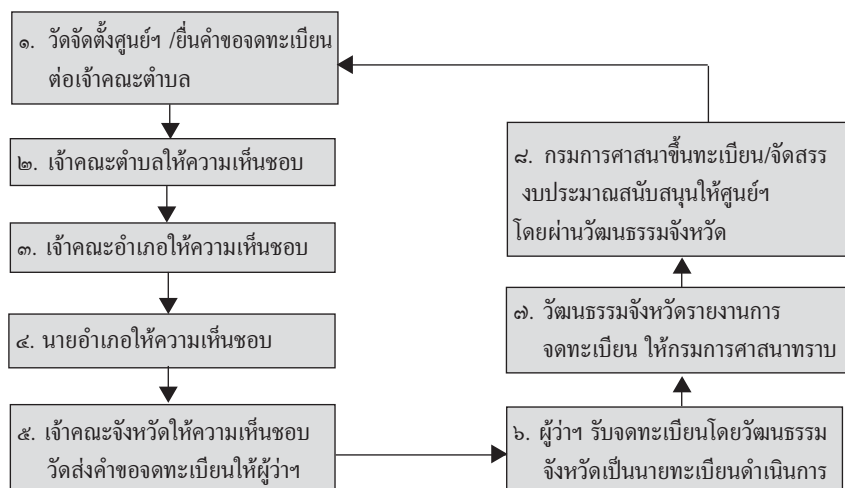 ๑. วัดจัดตั้งศูนย์ฯ /ยื่นคำขอจดทะเบียน
ต่อเจ้าคณะตำบล
๒. เจ้าคณะตำบลให้ความเห็นชอบ
๓. เจ้าคณะอำเภอให้ความเห็นชอบ
๔. นายอำเภอให้ความเห็นชอบ
๕. เจ้าคณะจังหวัดให้ความเห็นชอบ
วัดส่งคำขอจดทะเบียนให้ผู้ว่าฯ
๖. ผู้ว่าฯ รับจดทะเบียนโดยวัฒนธรรม
จังหวัดเป็นนายทะเบียนดำเนินการ
๗. วัฒนธรรมจังหวัดรายงานการ
จดทะเบียน ให้กรมการศาสนาทราบ
๘. กรมการศาสนาขึ้นทะเบียน/จัดสรร
งบประมาณสนับสนุนให้ศูนย์ฯ
โดยผ่านวัฒนธรรมจังหวัด